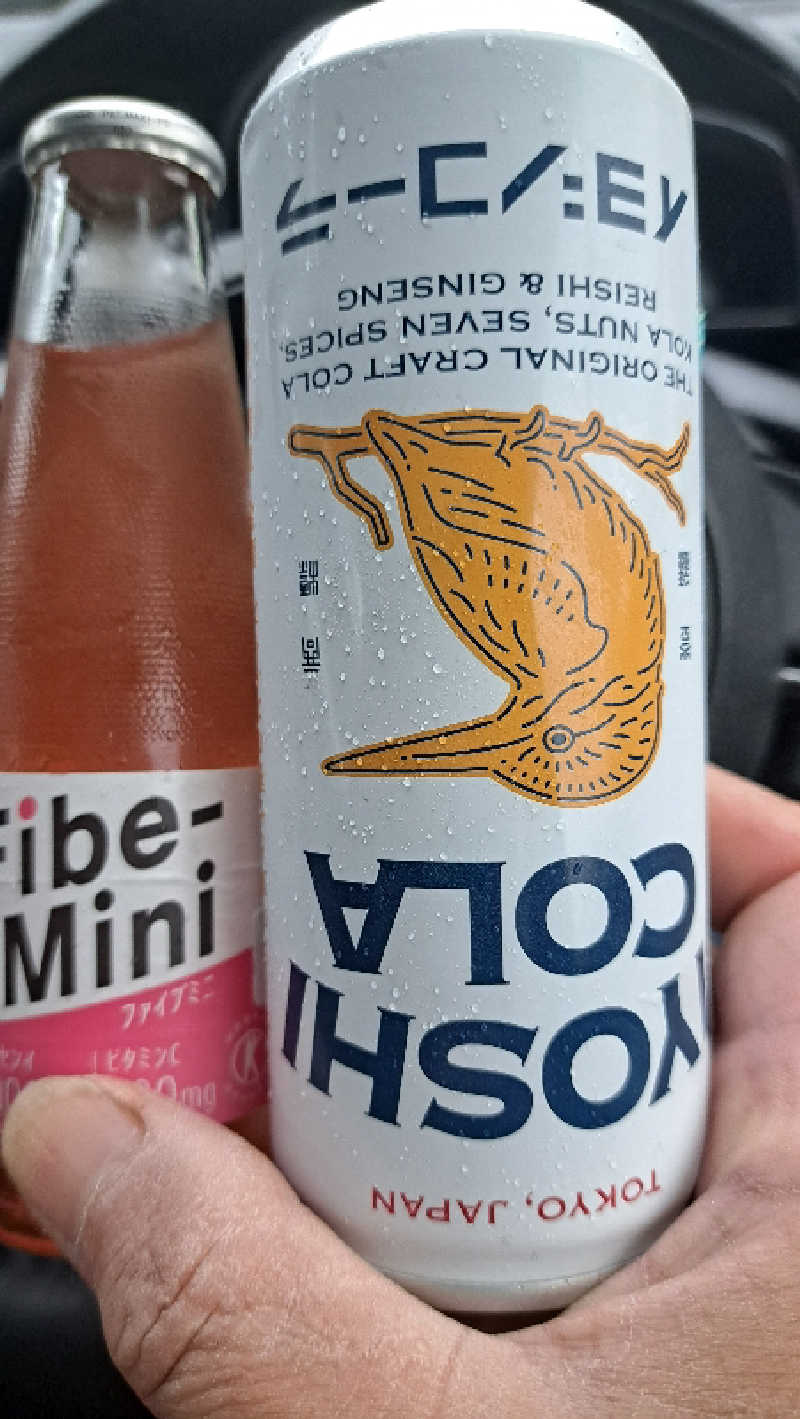 Fibe-
Mini
ファイブミニ
ビタミンC
mg
TOKYO, JAPAN
IYOSHI
COLA
THE ORIGINAL CRAFT COLA
KOLA NUTS, SEVEN SPICES,
REISHI & GINSENG
イヨシコーラ